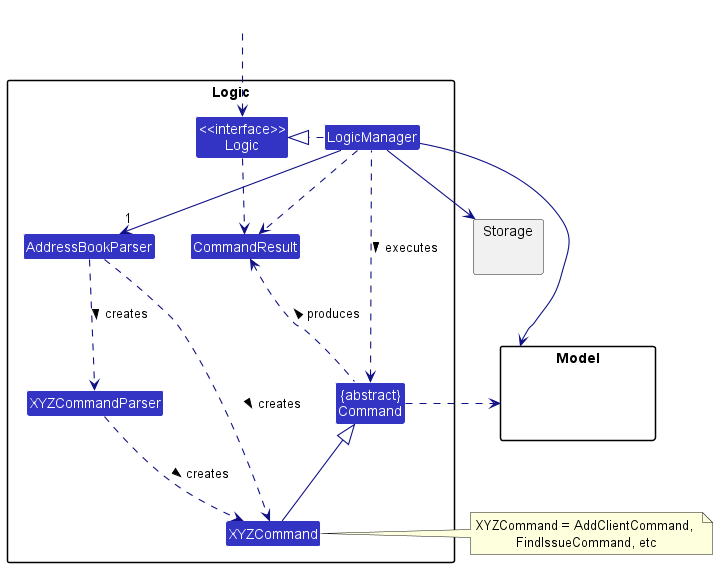 Logic
<<interface>>
Logic
LogicManager
1
AddressBookParser
CommandResult
executes
Storage
creates
produces
Model
XYZCommandParser
creates
{abstract}
Command
creates
XYZCommand
XYZCommand = AddClientCommand,
FindIssueCommand, etc